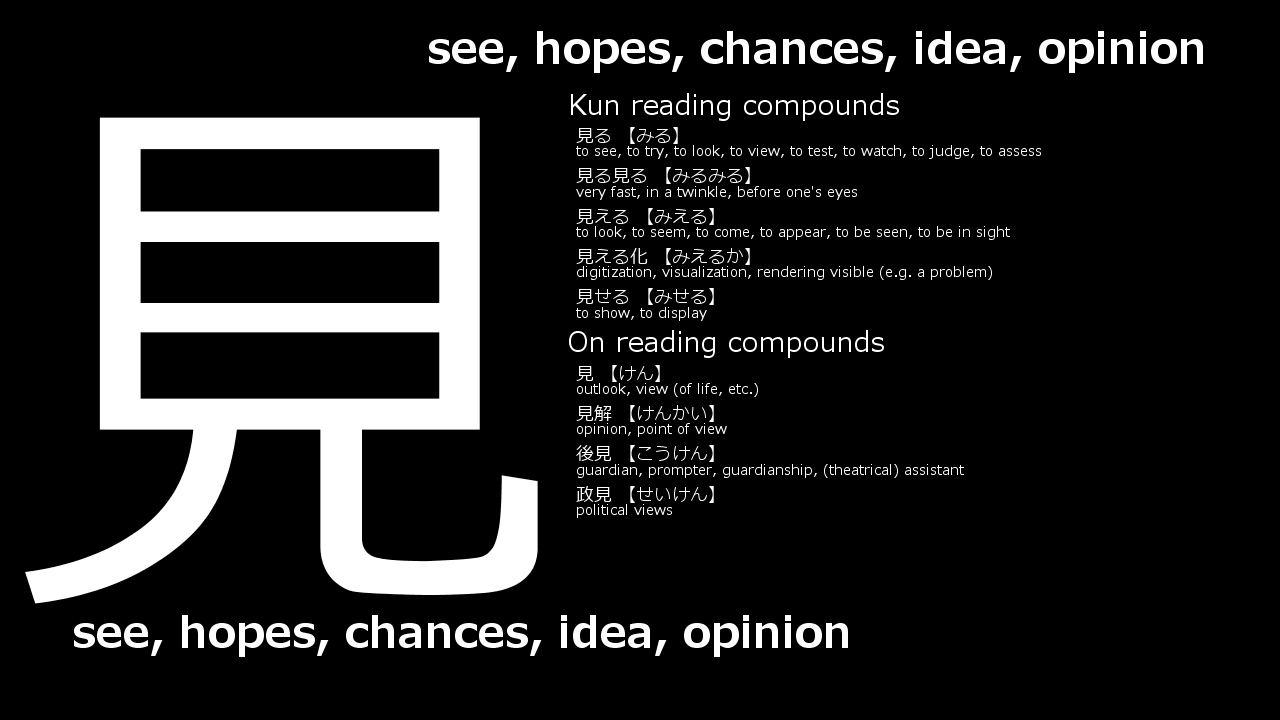 see, hopes, chances, idea, opinion
見
Kun reading compounds
見る 【みる】
to see, to try, to look, to view, to test, to watch, to judge, to assess
見る見る 【みるみる】
very fast, in a twinkle, before one's eyes
見える 【みえる】
to look, to seem, to come, to appear, to be seen, to be in sight
見える化 【みえるか】
digitization, visualization, rendering visible (e.g. a problem)
見せる 【みせる】
to show, to display
On reading compounds
見 【けん】
outlook, view (of life, etc.)
見解 【けんかい】
opinion, point of view
後見 【こうけん】
guardian, prompter, guardianship, (theatrical) assistant
政見 【せいけん】
political views
see, hopes, chances, idea, opinion